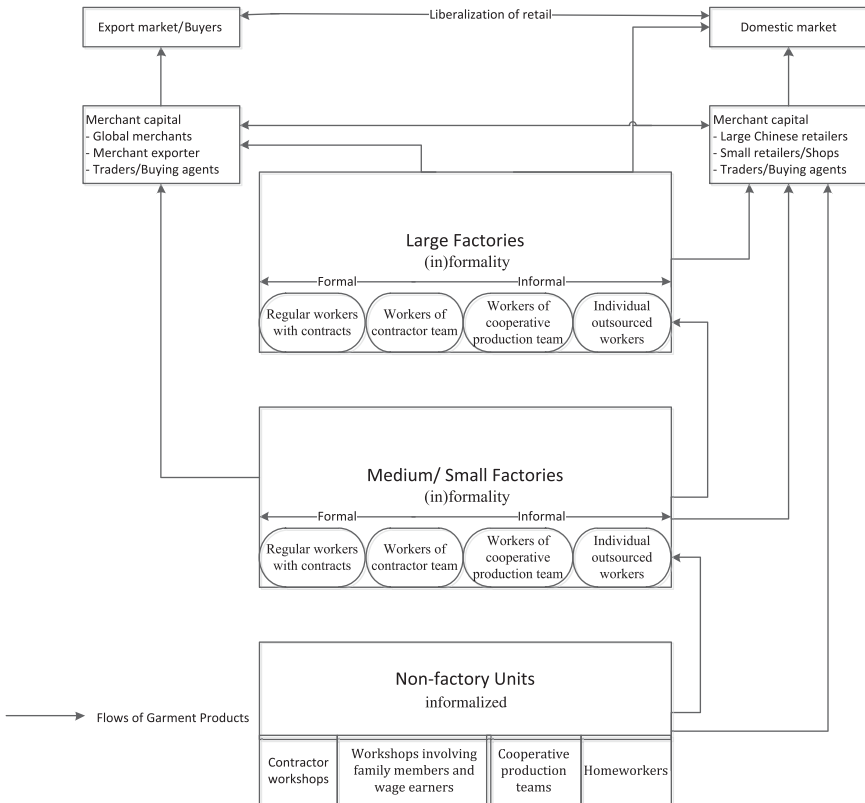 Liberalization of retail
Export market/Buyers
Domestic market
Merchant capital
- Global merchants
- Merchant exporter
- Traders/Buying agents
Merchant capital
- Large Chinese retailers
- Small retailers/Shops
- Traders/Buying agents
Large Factories
(in)formality
Formal
Informal
Regular workers
with contracts
Workers of
contractor team
Workers of
cooperative
production team
Individual
outsourced
workers
Medium/ Small Factories
(in)formality
Formal
Informal
Regular workers
with contracts
Workers of
contractor team
Workers of
cooperative
production team
Individual
outsourced
workers
Non-factory Units
informalized
Flows of Garment Products
Contractor
workshops
Workshops involving
family members and
wage earners
Cooperative
production
teams
Homeworkers